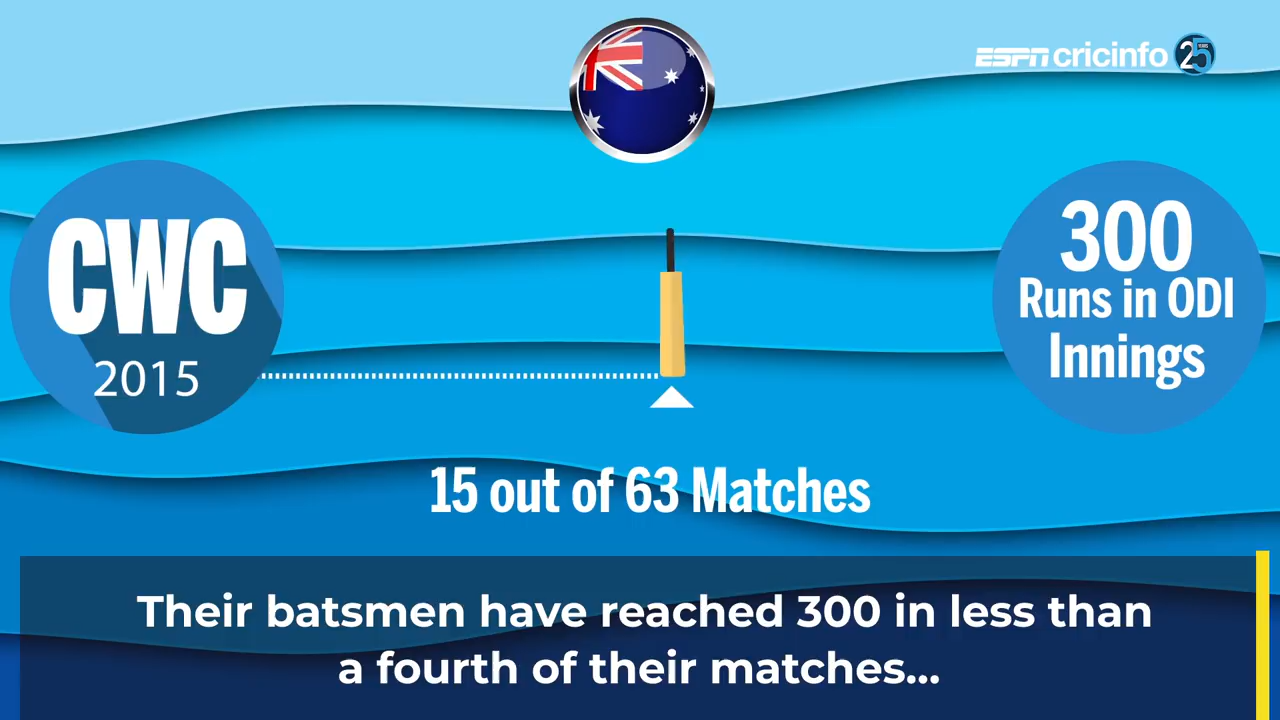 ESPN cricinfo 25 YEARS
CWC
2015
300
Runs in ODI
Innings
15 out of 63 Matches
Their batsmen have reached 300 in less than
a fourth of their matches...